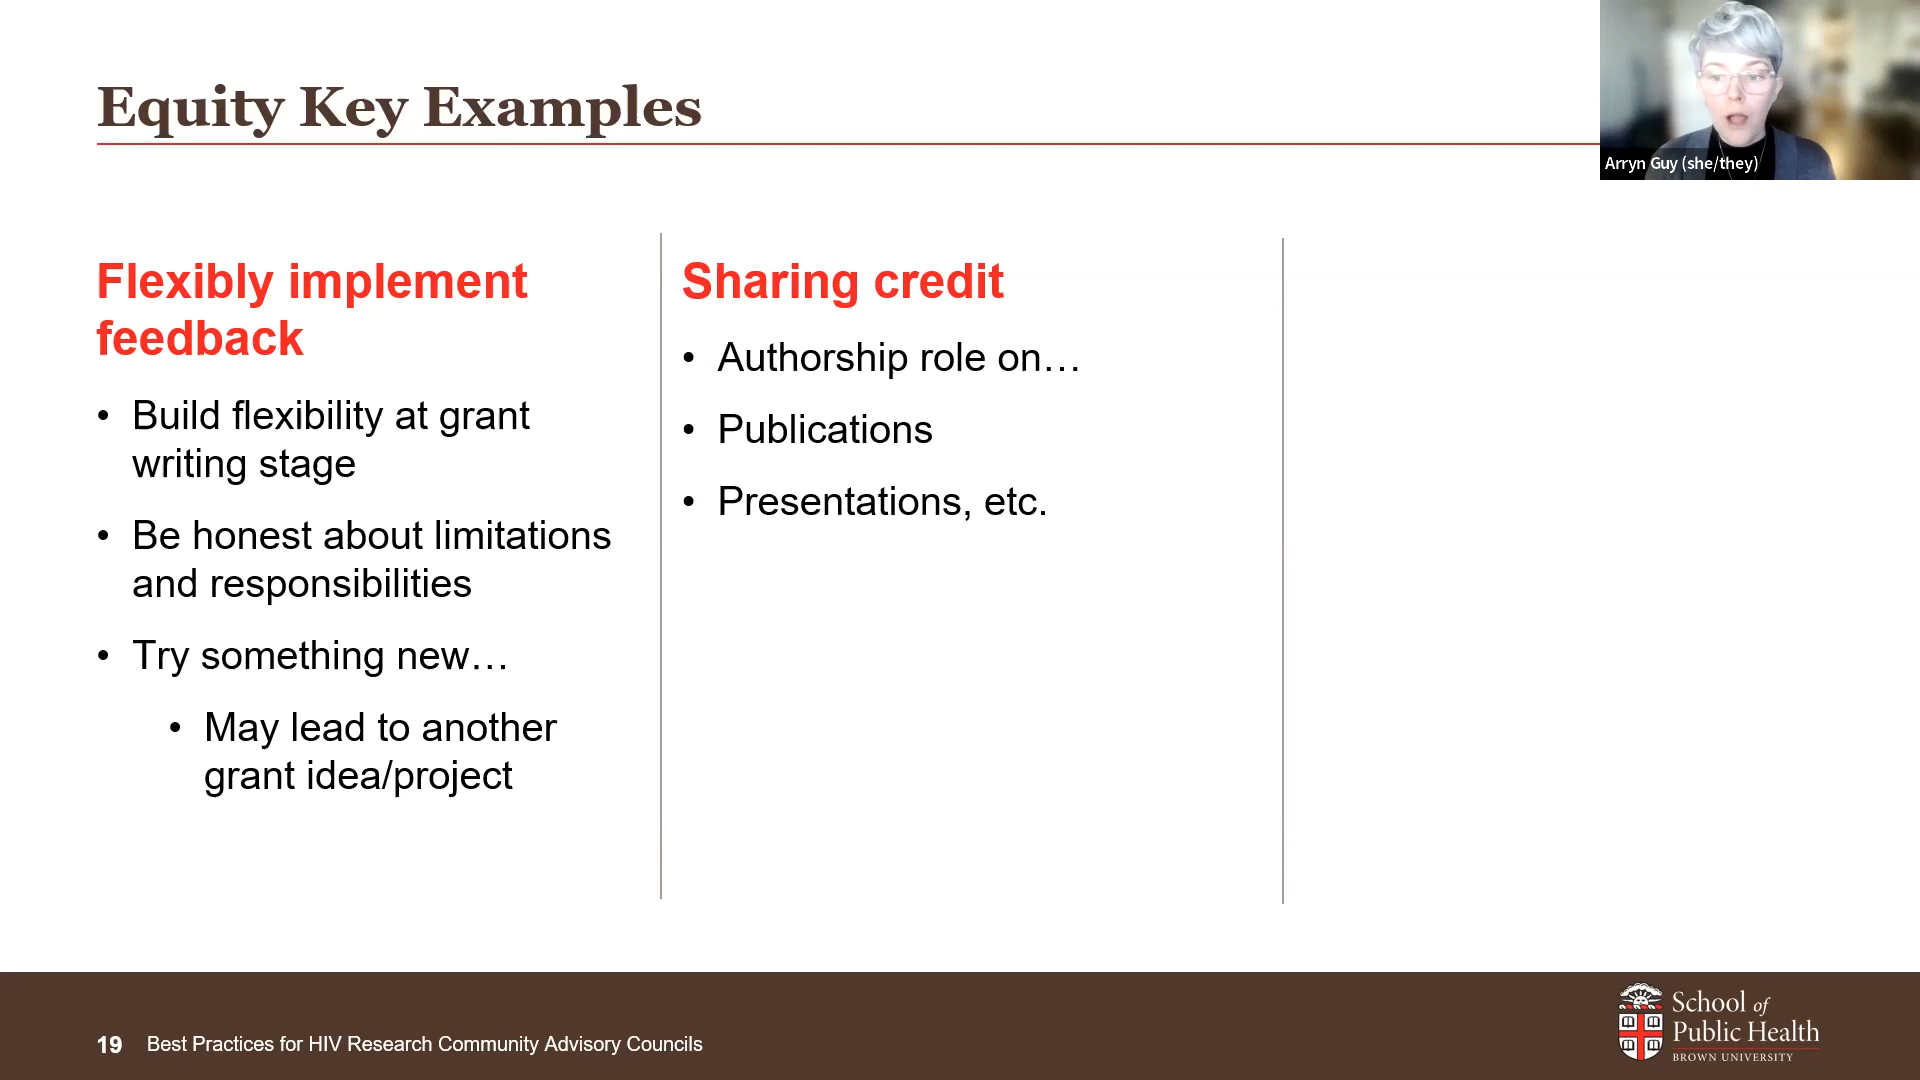 Equity Key Examples
Arryn Guy (she/they)
Flexibly implement
feedback
• Build flexibility at grant
writing stage
• Be honest about limitations
and responsibilities
• Try something new…
• May lead to another
grant idea/project
Sharing credit
• Authorship role on…
• Publications
• Presentations, etc.
19 Best Practices for HIV Research Community Advisory Councils
School of
Public Health
BROWN UNIVERSITY